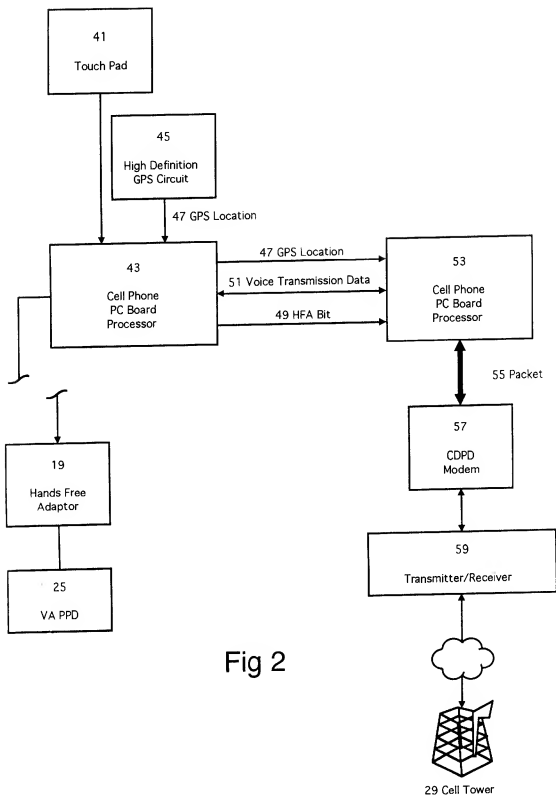 41
Touch Pad
45
High Definition
GPS Circuit
47 GPS Location
43
Cell Phone
PC Board
Processor
47 GPS Location
51 Voice Transmission Data
49 HFA Bit
53
Cell Phone
PC Board
Processor
55 Packet
57
CDPD
Modem
19
Hands Free
Adaptor
59
Transmitter/Receiver
25
VA PPD
Fig 2
29 Cell Tower